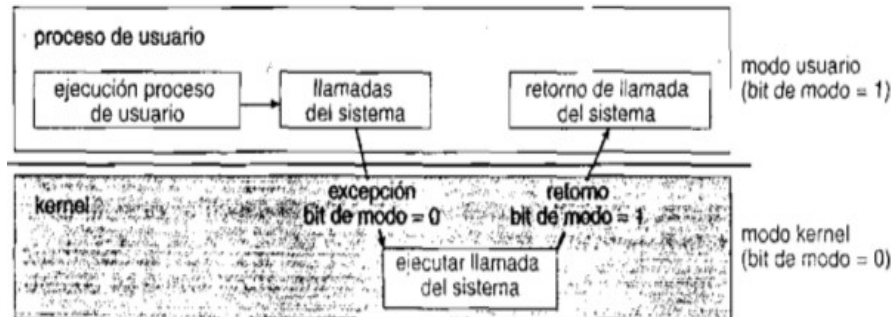 proceso de usuario
ejecución proceso
de usuario
llamadas
del sistema
retorno de llamada
del sistema
modo usuario
(bit de modo = 1)
kernel
excepción
bit de modo = 0
retorno
bit de modo = 1
ejecutar llamada
del sistema
modo kernel
(bit de modo = 0)